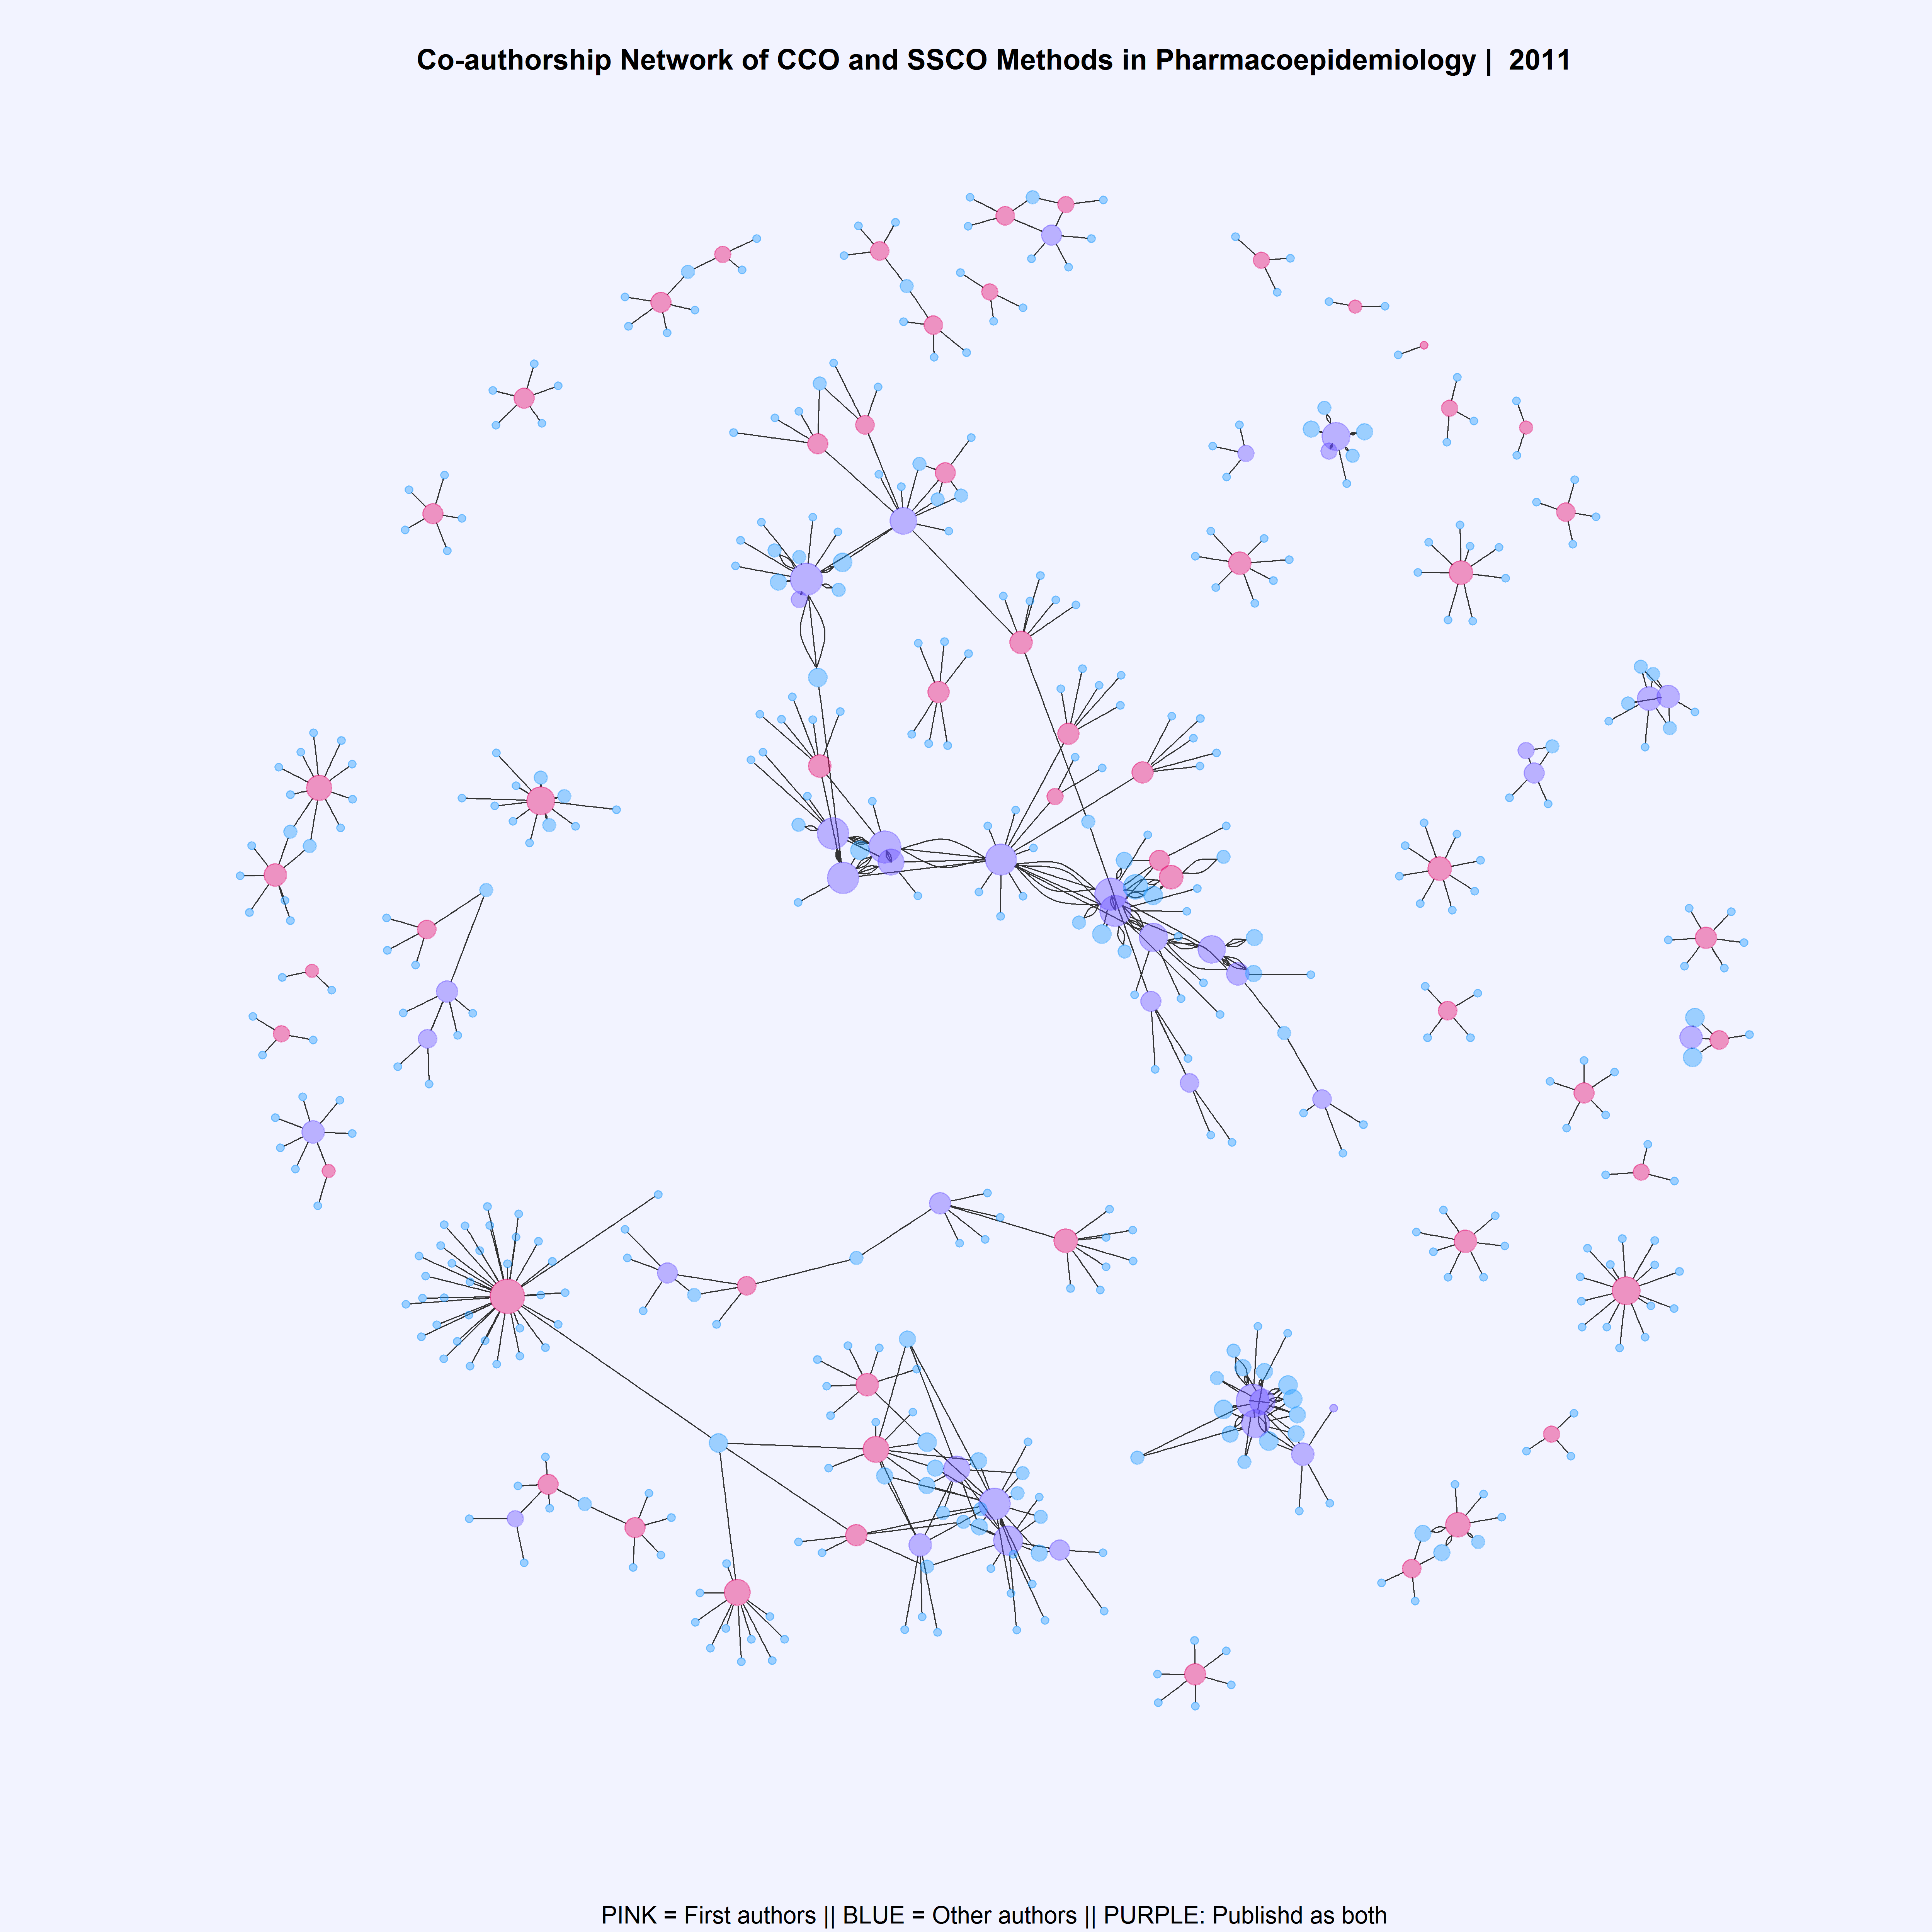 Co-authorship Network of CCO and SSCO Methods in Pharmacoepidemiology |  2011
PINK = First authors || BLUE = Other authors || PURPLE: Publishd as both